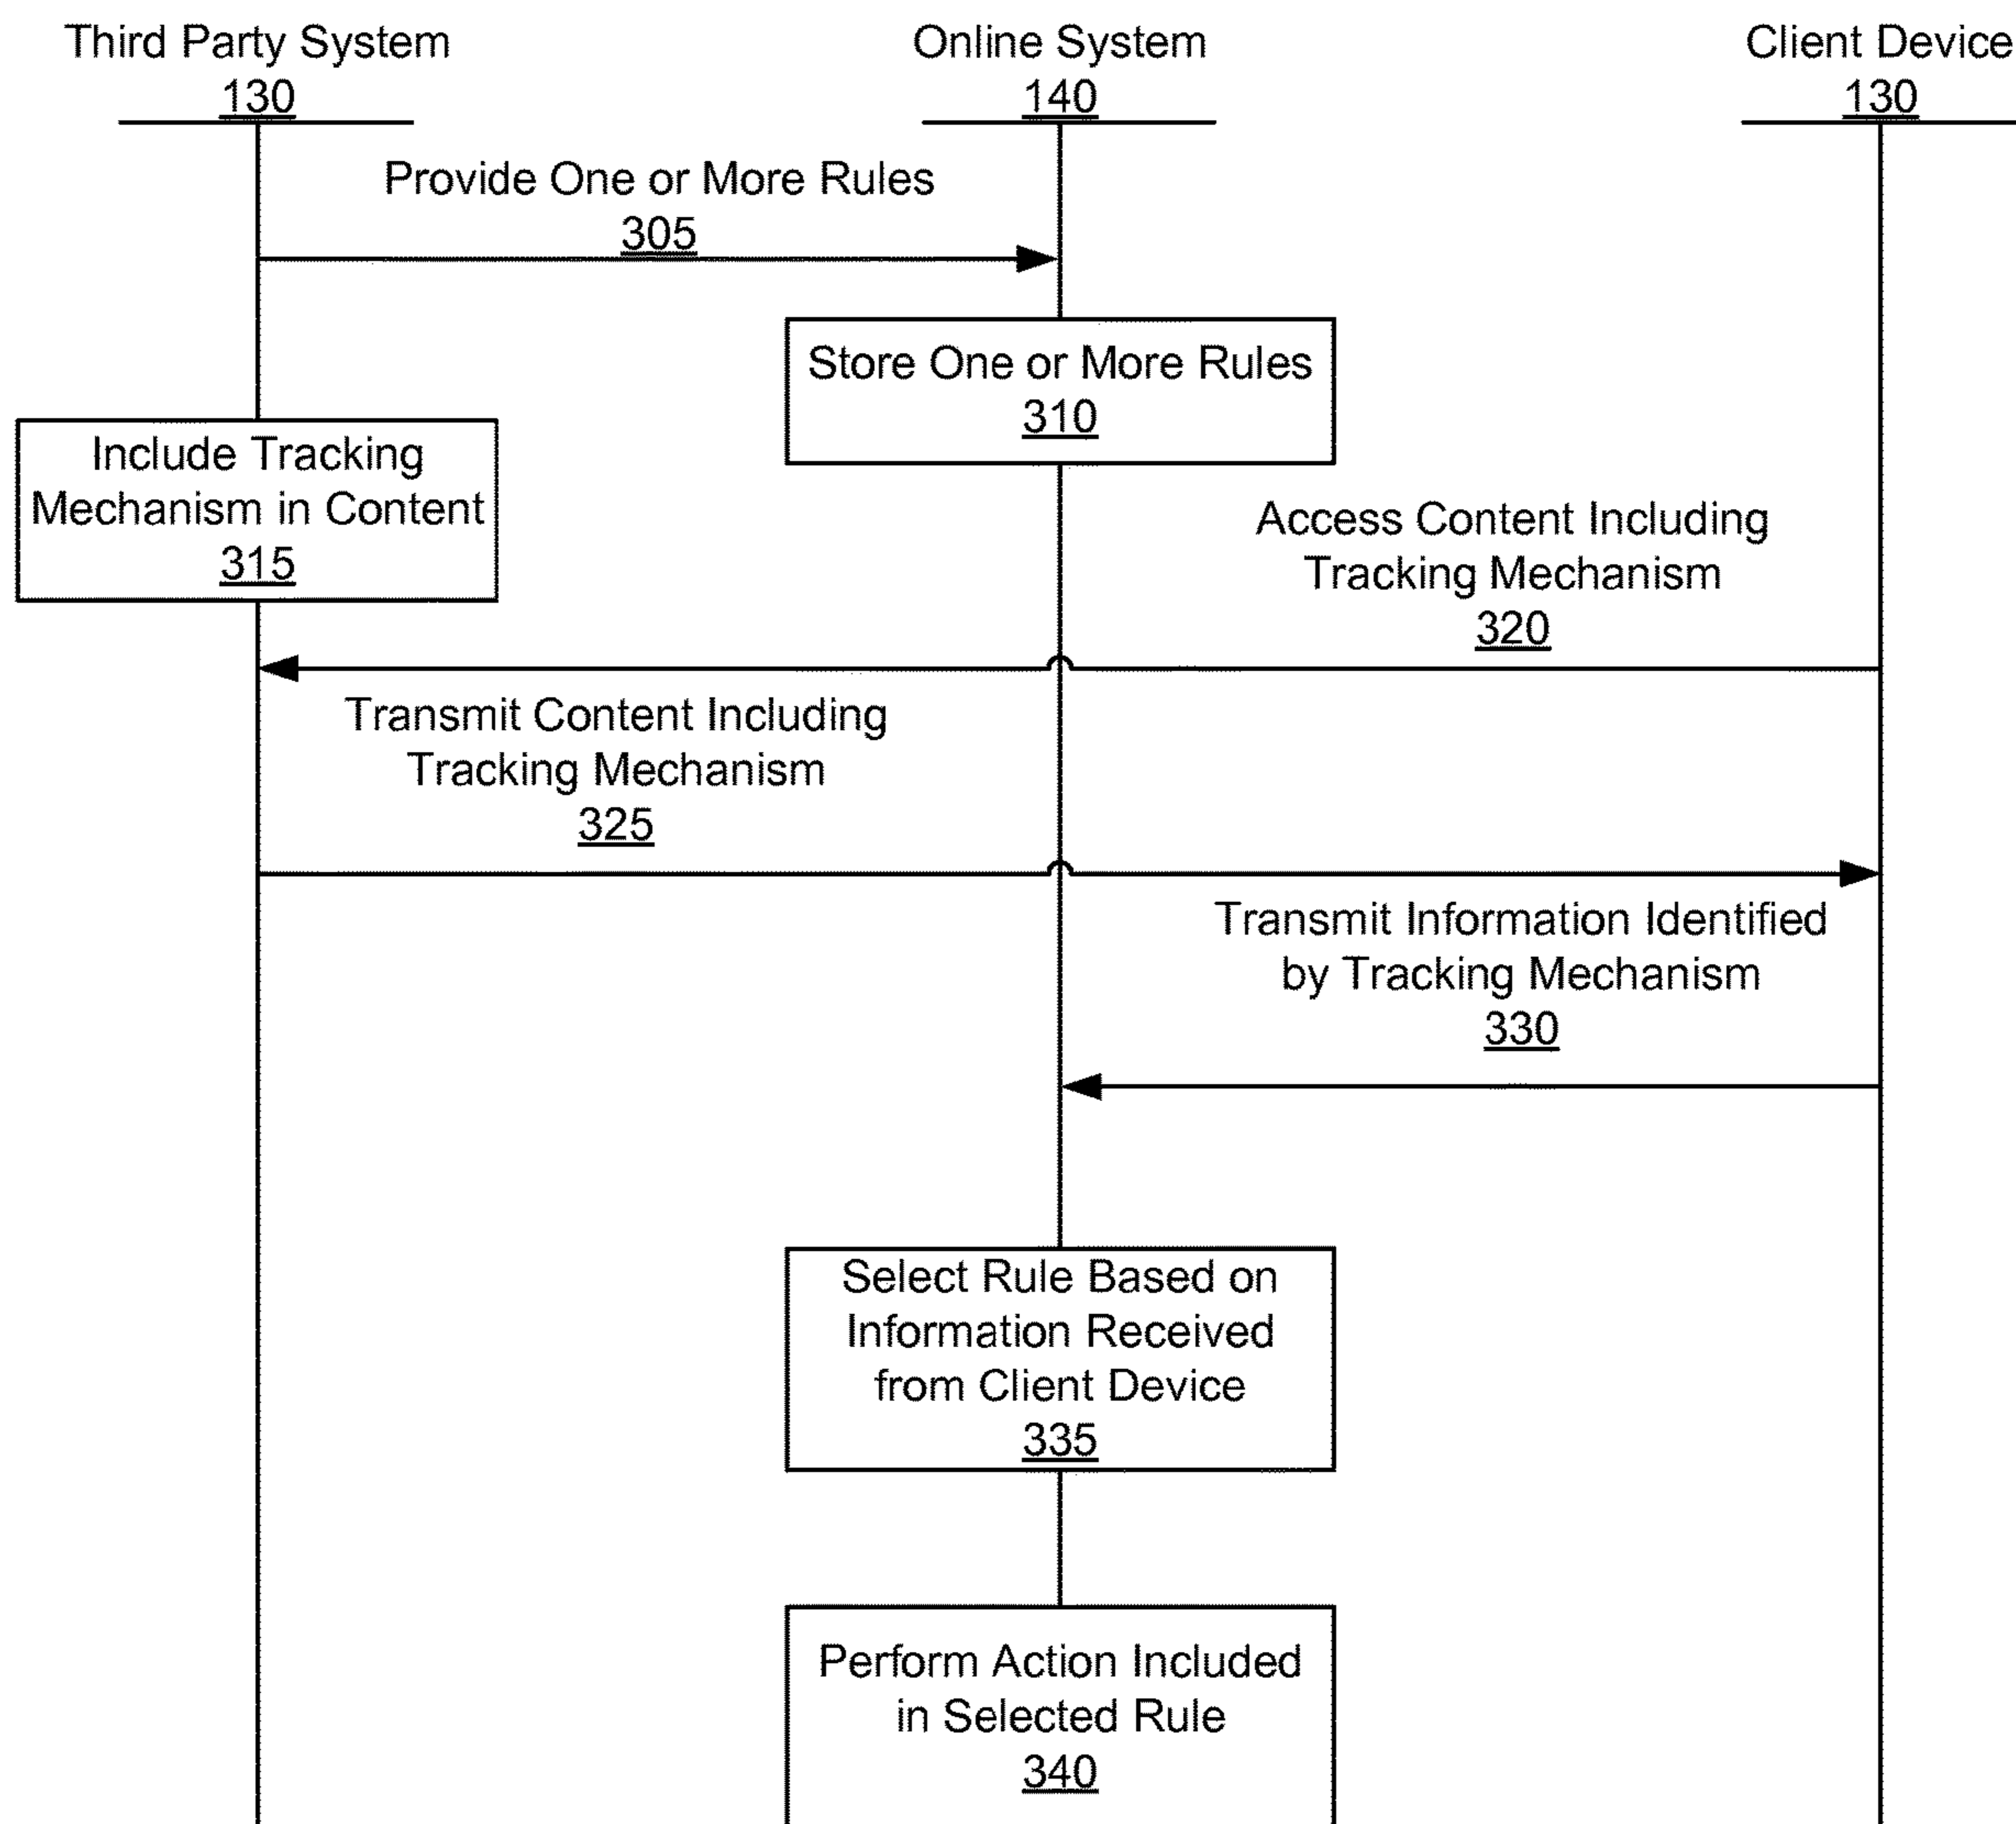 Third Party System
130
Online System
140
Client Device
130
Provide One or More Rules
305
Store One or More Rules
310
Include Tracking
Mechanism in Content
315
Access Content Including
Tracking Mechanism
320
Transmit Content Including
Tracking Mechanism
325
Transmit Information Identified
by Tracking Mechanism
330
Select Rule Based on
Information Received
from Client Device
335
Perform Action Included
in Selected Rule
340